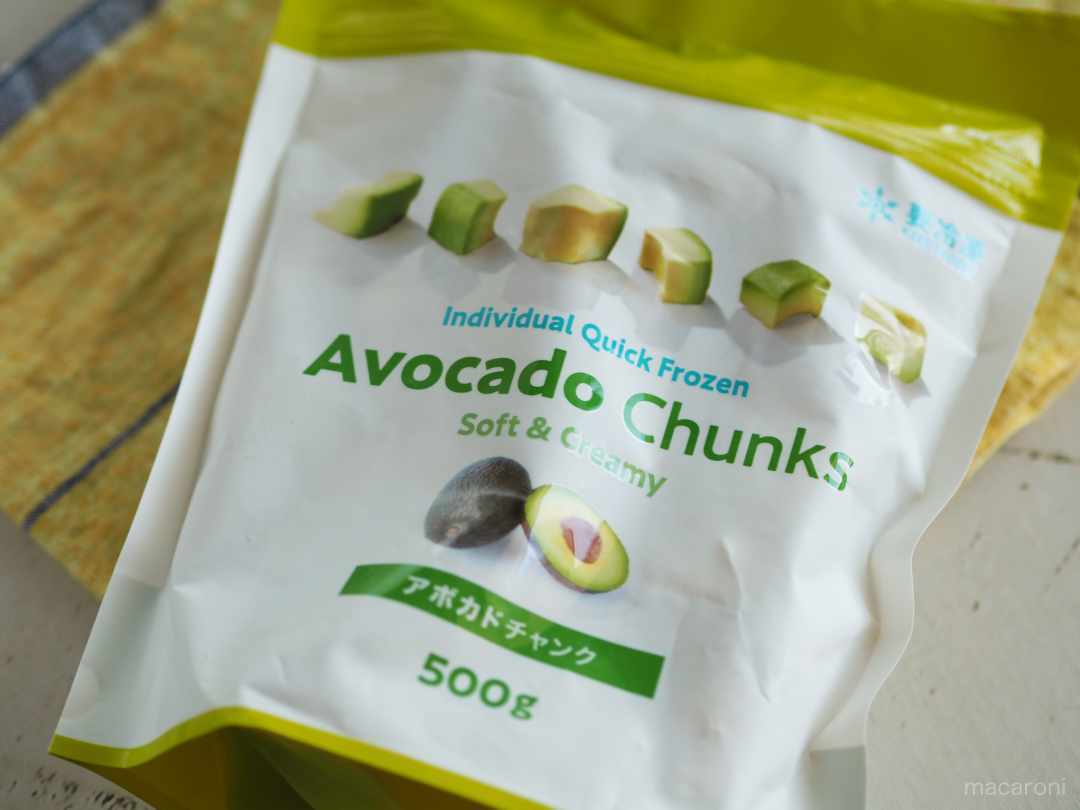 Individual Quick Frozen
Avocado Chunks
Soft & Creamy
アボカドチャンク
500g
macaroni